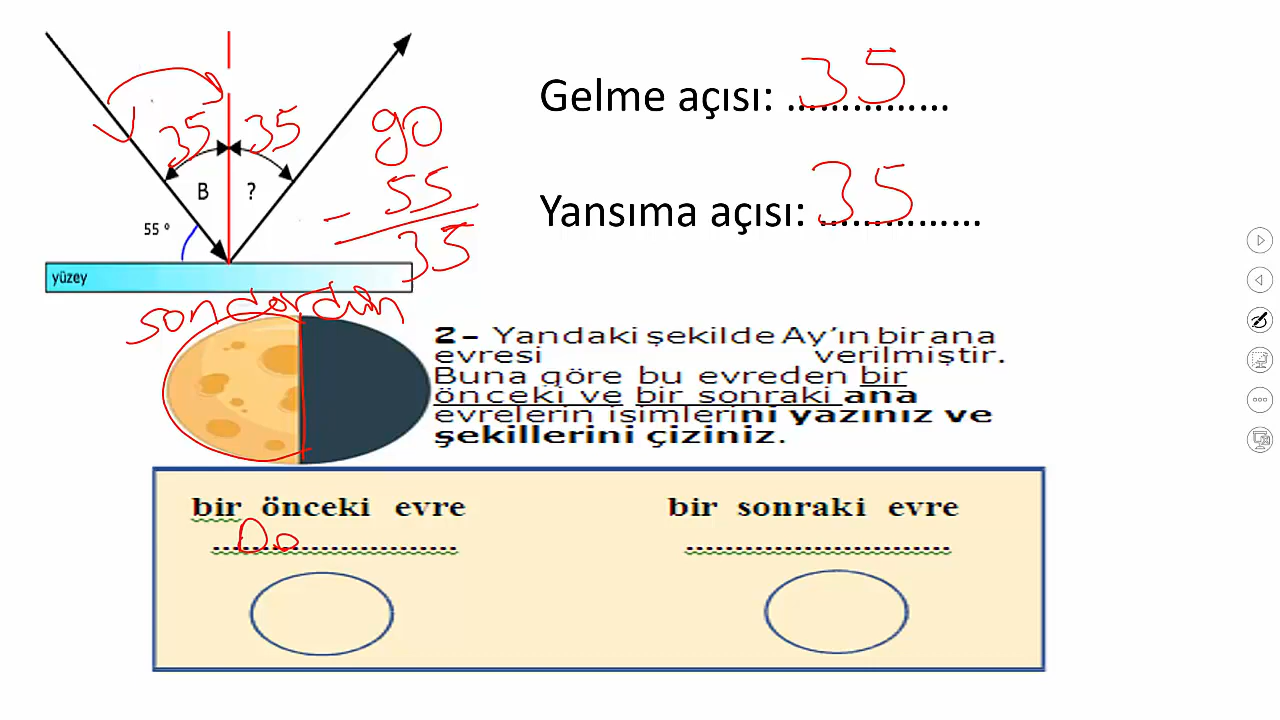 Gelme açısı: ...............
35
Yansıma açısı: ...............
35
35 35
90
- 55
35
B ?
55 °
yüzey
son dördün
2- Yandaki şekilde Ay'ın bir ana
evresi verilmiştir.
Buna göre bu evreden bir
önceki ve bir sonraki ana
evrelerin isimlerini yazınız ve
şekillerini çiziniz.
bir önceki evre bir sonraki evre
Do